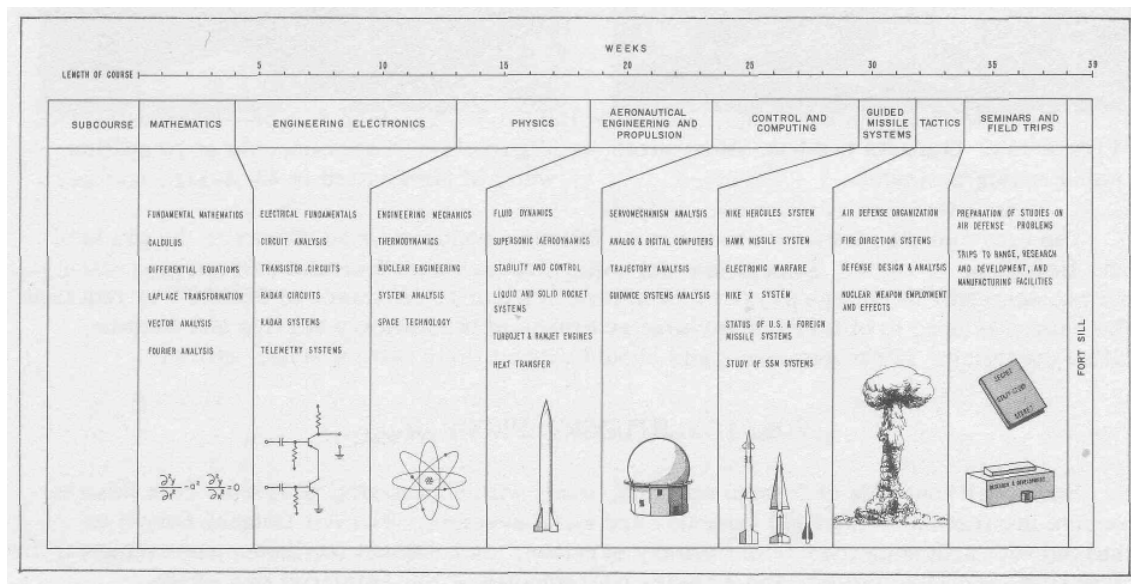 WEEKS
LENGTH OF COURSE
5 10 15 20 25 30 35 39
SUBCOURSE
MATHEMATICS
ENGINEERING ELECTRONICS
PHYSICS
AERONAUTICAL
ENGINEERING AND
PROPULSION
CONTROL AND
COMPUTING
GUIDED
MISSILE
SYSTEMS
TACTICS
SEMINARS AND
FIELD TRIPS
FUNDAMENTAL MATHEMATICS
CALCULUS
DIFFERENTIAL EQUATIONS
LAPLACE TRANSFORMATION
VECTOR ANALYSIS
FOURIER ANALYSIS
∂²y/∂t² - a² ∂²y/∂x² = 0
ELECTRICAL FUNDAMENTALS
CIRCUIT ANALYSIS
TRANSISTOR CIRCUITS
RADAR CIRCUITS
RADAR SYSTEMS
TELEMETRY SYSTEMS
ENGINEERING MECHANICS
THERMODYNAMICS
NUCLEAR ENGINEERING
SYSTEM ANALYSIS
SPACE TECHNOLOGY
FLUID DYNAMICS
SUPERSONIC AERODYNAMICS
STABILITY AND CONTROL
LIQUID AND SOLID ROCKET
SYSTEMS
TURBOJET & RAMJET ENGINES
HEAT TRANSFER
SERVOMECHANISM ANALYSIS
ANALOG & DIGITAL COMPUTERS
TRAJECTORY ANALYSIS
GUIDANCE SYSTEMS ANALYSIS
NIKE HERCULES SYSTEM
HAWK MISSILE SYSTEM
ELECTRONIC WARFARE
NIKE X SYSTEM
STATUS OF U.S. & FOREIGN
MISSILE SYSTEMS
STUDY OF SSM SYSTEMS
AIR DEFENSE ORGANIZATION
FIRE DIRECTION SYSTEMS
DEFENSE DESIGN & ANALYSIS
NUCLEAR WEAPON EMPLOYMENT
AND EFFECTS
PREPARATION OF STUDIES ON
AIR DEFENSE PROBLEMS
TRIPS TO RANGE, RESEARCH
AND DEVELOPMENT, AND
MANUFACTURING FACILITIES
SECRET
SECRET
DEVELOPMENT
FORT SILL